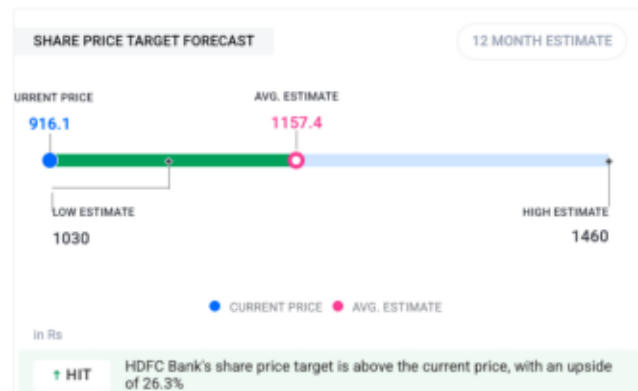 SHARE PRICE TARGET FORECAST
12 MONTH ESTIMATE
URRENT PRICE
AVG. ESTIMATE
916.1
1157.4
LOW ESTIMATE
HIGH ESTIMATE
1030
1460
CURRENT PRICE
AVG. ESTIMATE
in Rs
↑ HIT
HDFC Bank's share price target is above the current price, with an upside
of 26.3%